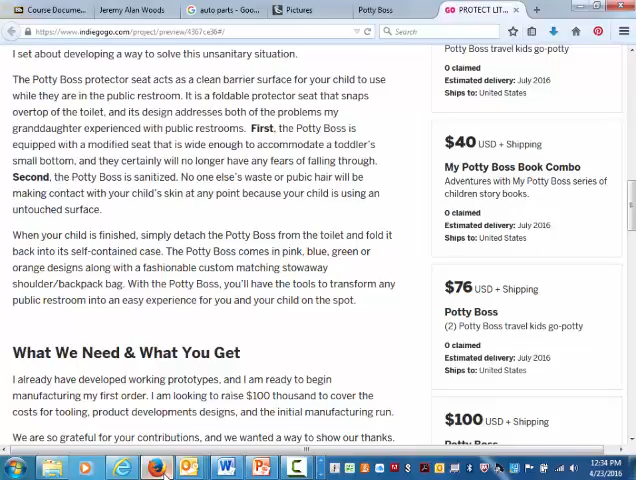 Course Docume...
Jeremy Alan Woods
auto parts - Goo...
Pictures
Potty Boss
GO PROTECT LIT...
https://www.indiegogo.com/project/preview/4367ce36#/
Search
I set about developing a way to solve this unsanitary situation.
The Potty Boss protector seat acts as a clean barrier surface for your child to use
while they are in the public restroom. It is a foldable protector seat that snaps
overtop of the toilet, and its design addresses both of the problems my
granddaughter experienced with public restrooms. First, the Potty Boss is
equipped with a modified seat that is wide enough to accommodate a toddler's
small bottom, and they certainly will no longer have any fears of falling through.
Second, the Potty Boss is sanitized. No one else's waste or pubic hair will be
making contact with your child's skin at any point because your child is using an
untouched surface.
When your child is finished, simply detach the Potty Boss from the toilet and fold it
back into its self-contained case. The Potty Boss comes in pink, blue, green or
orange designs along with a fashionable custom matching stowaway
shoulder/backpack bag. With the Potty Boss, you'll have the tools to transform any
public restroom into an easy experience for you and your child on the spot.
What We Need & What You Get
I already have developed working prototypes, and I am ready to begin
manufacturing my first order. I am looking to raise $100 thousand to cover the
costs for tooling, product developments designs, and the initial manufacturing run.
We are so grateful for your contributions, and we wanted a way to show our thanks.
Potty Boss travel kids go-potty
0 claimed
Estimated delivery: July 2016
Ships to: United States
$40 USD + Shipping
My Potty Boss Book Combo
Adventures with My Potty Boss series of
children story books.
0 claimed
Estimated delivery: July 2016
Ships to: United States
$76 USD + Shipping
Potty Boss
(2) Potty Boss travel kids go-potty
0 claimed
Estimated delivery: July 2016
Ships to: United States
$100 USD + Shipping
Potty Boss
12:34 PM
4/23/2016